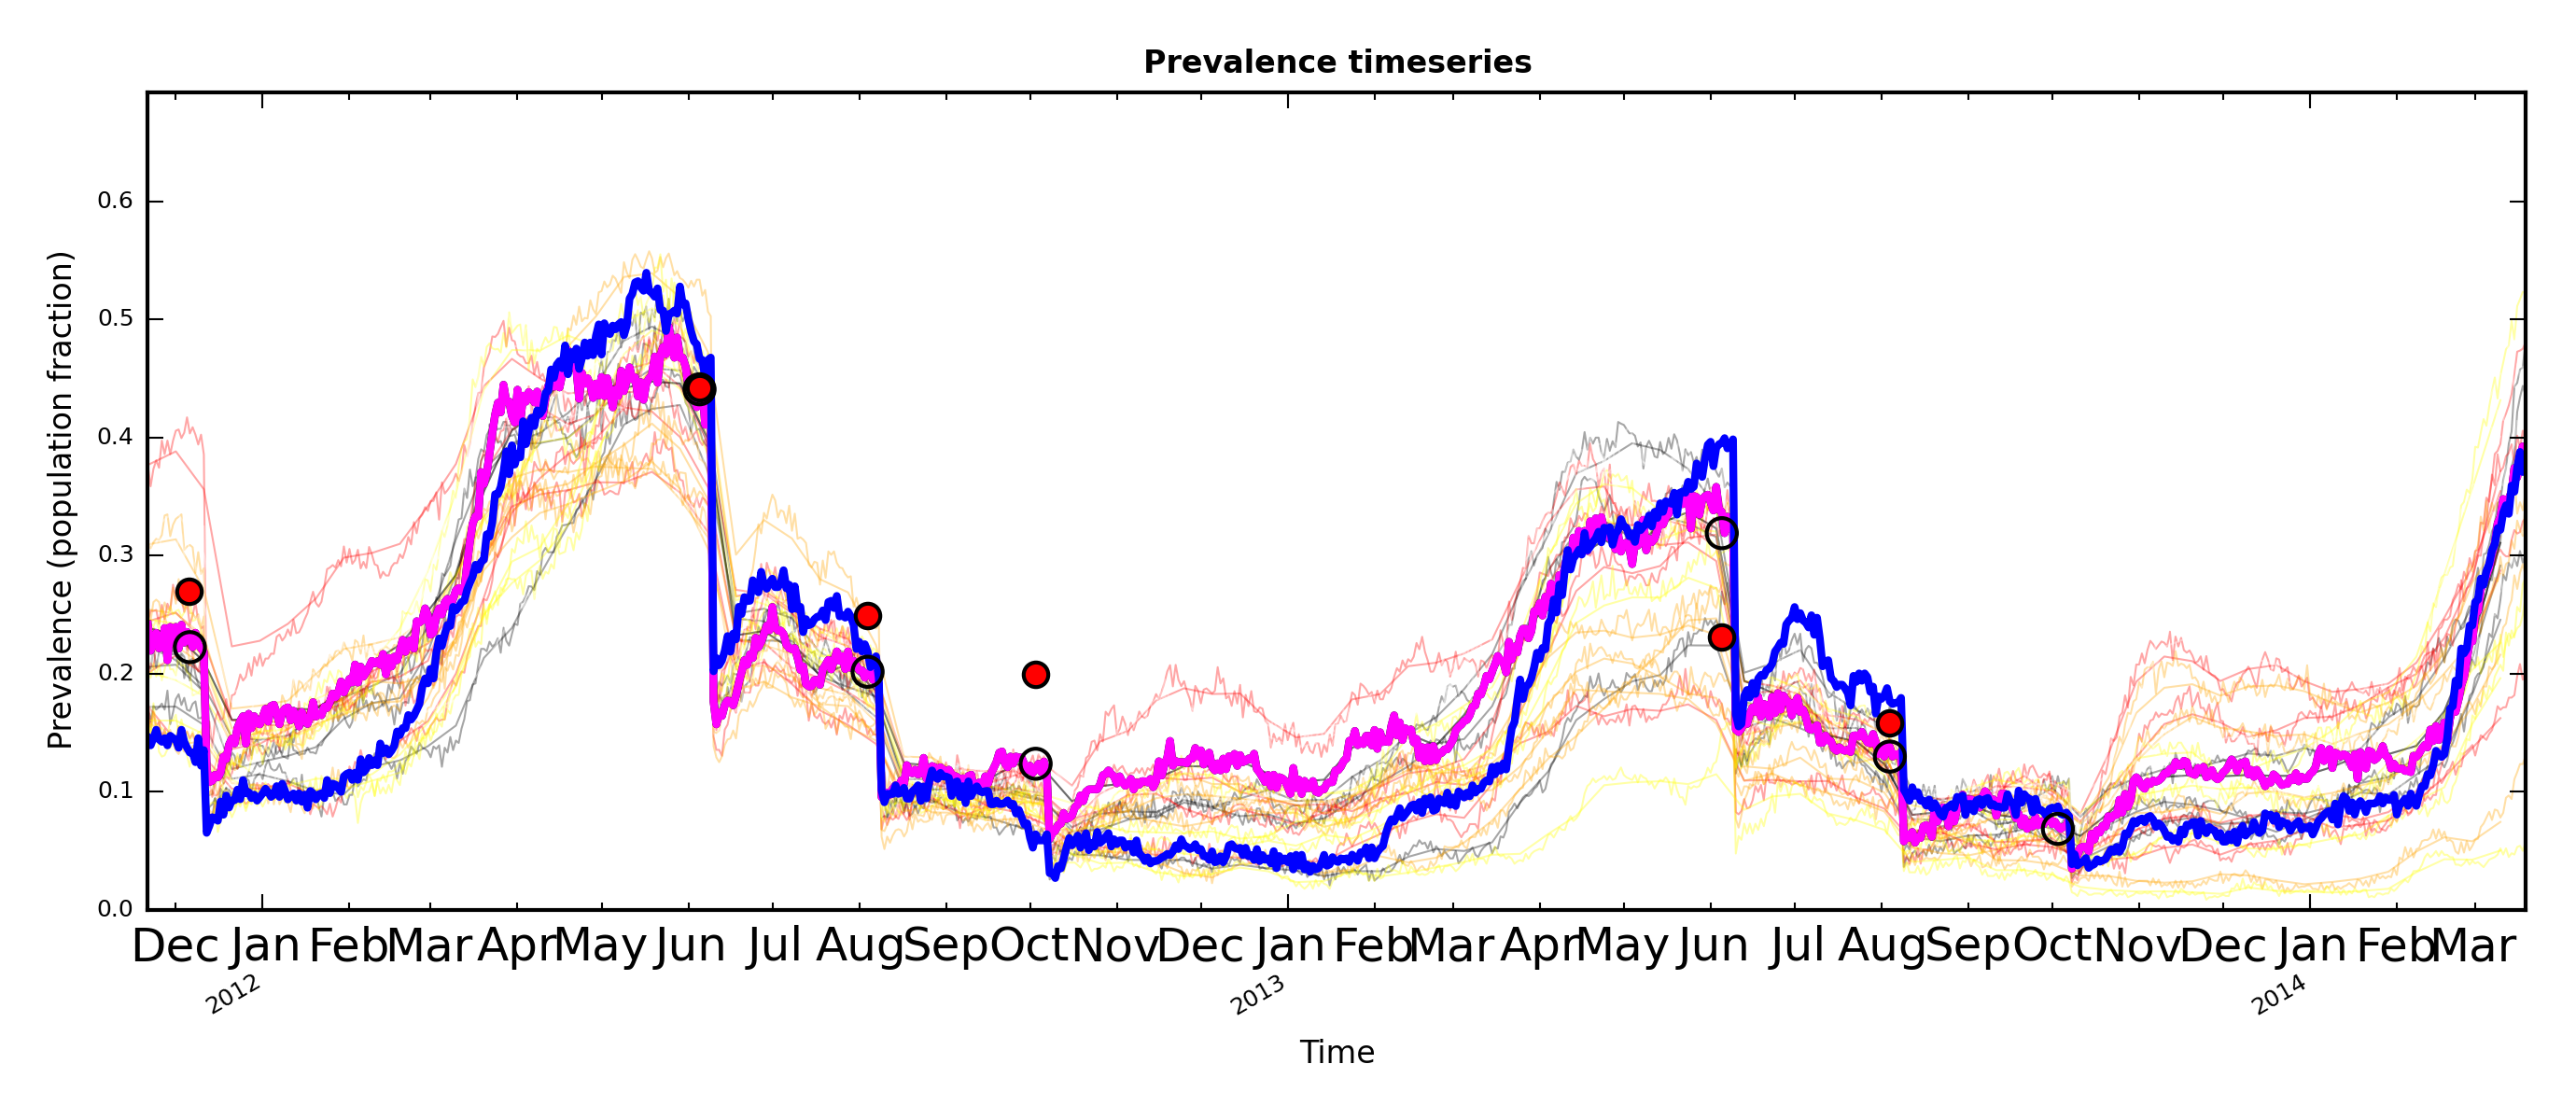 Prevalence timeseries
Prevalence (population fraction)
0.6
0.5
0.4
0.3
0.2
0.1
0.0
Dec Jan Feb Mar Apr May Jun Jul Aug Sep Oct Nov Dec Jan Feb Mar Apr May Jun Jul Aug Sep Oct Nov Dec Jan Feb Mar
2012 2013 2014
Time